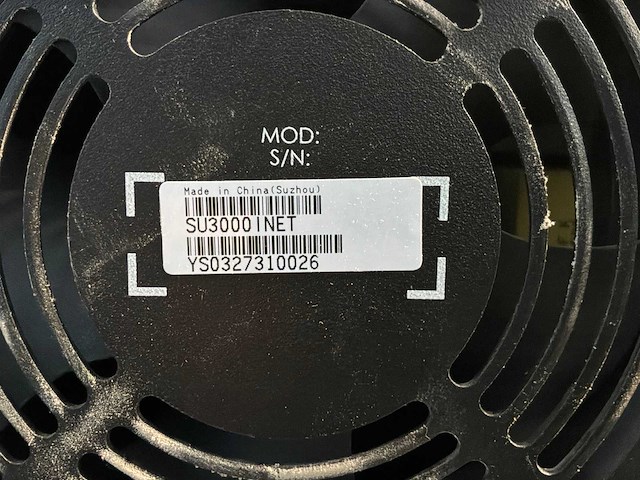 MOD:
S/N:
Made in China(Suzhou)
SU3000INET
YS0327310026